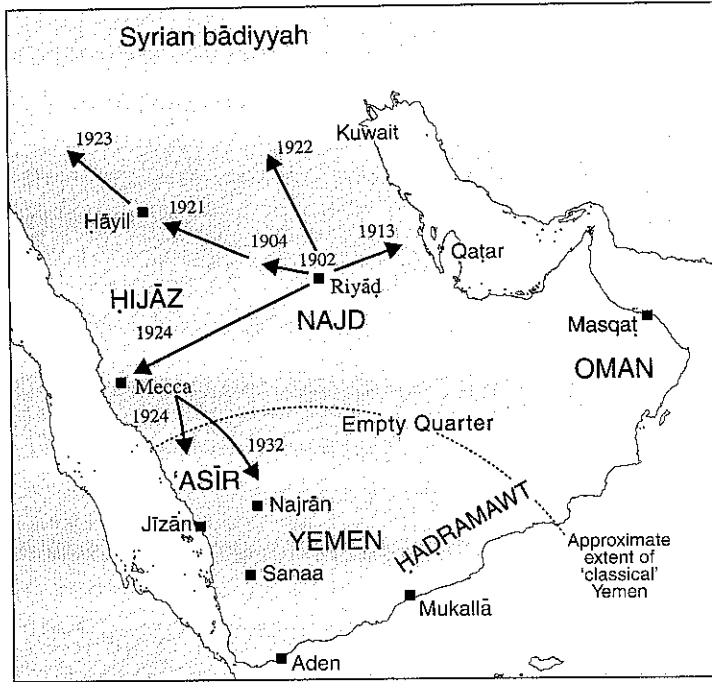 Syrian bādiyyah
Kuwait
1923
1922
Ḥāyil
1921
1904
1902
1913
Qaṭar
Riyāḍ
ḤIJĀZ
NAJD
Masqaṭ
1924
OMAN
Mecca
1924
Empty Quarter
1932
ʿASĪR
Najrān
Jīzān
YEMEN
ḤAḌRAMAWT
Approximate
extent of
'classical'
Yemen
Sanaa
Mukallā
Aden